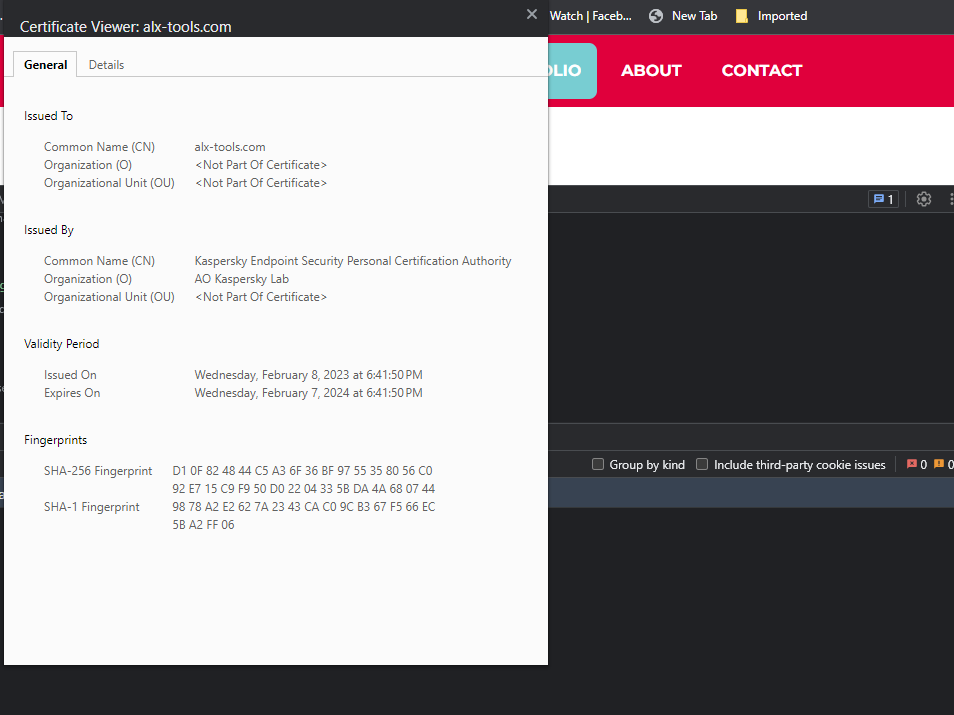 Certificate Viewer: alx-tools.com
Watch | Faceb...
New Tab
Imported
General
Details
OLIO
ABOUT
CONTACT
Issued To
Common Name (CN) alx-tools.com
Organization (O) <Not Part Of Certificate>
Organizational Unit (OU) <Not Part Of Certificate>
1
Issued By
Common Name (CN) Kaspersky Endpoint Security Personal Certification Authority
Organization (O) AO Kaspersky Lab
Organizational Unit (OU) <Not Part Of Certificate>
Validity Period
Issued On Wednesday, February 8, 2023 at 6:41:50 PM
Expires On Wednesday, February 7, 2024 at 6:41:50 PM
Fingerprints
SHA-256 Fingerprint D1 0F 82 48 44 C5 A3 6F 36 BF 97 55 35 80 56 C0
92 E7 15 C9 F9 50 D0 22 04 33 5B DA 4A 68 07 44
SHA-1 Fingerprint 98 78 A2 E2 62 7A 23 43 CA C0 9C B3 67 F5 66 EC
5B A2 FF 06
Group by kind
Include third-party cookie issues
0
0